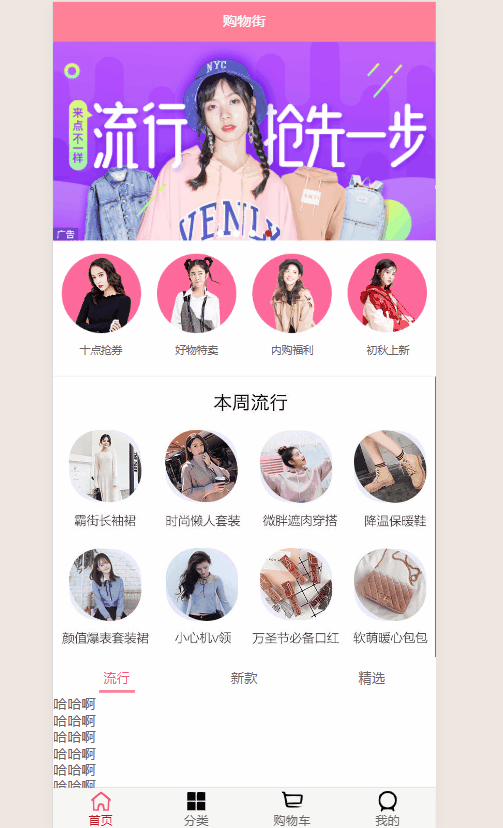 购物街
NYC
来点不一样
流行 抢先一步
VENLY
广告
十点抢券 好物特卖 内购福利 初秋上新
本周流行
霸街长袖裙 时尚懒人套装 微胖遮肉穿搭 降温保暖鞋
颜值爆表套装裙 小心机v领 万圣节必备口红 软萌暖心包包
流行 新款 精选
哈哈啊
哈哈啊
哈哈啊
哈哈啊
哈哈啊
哈哈啊
首页 分类 购物车 我的